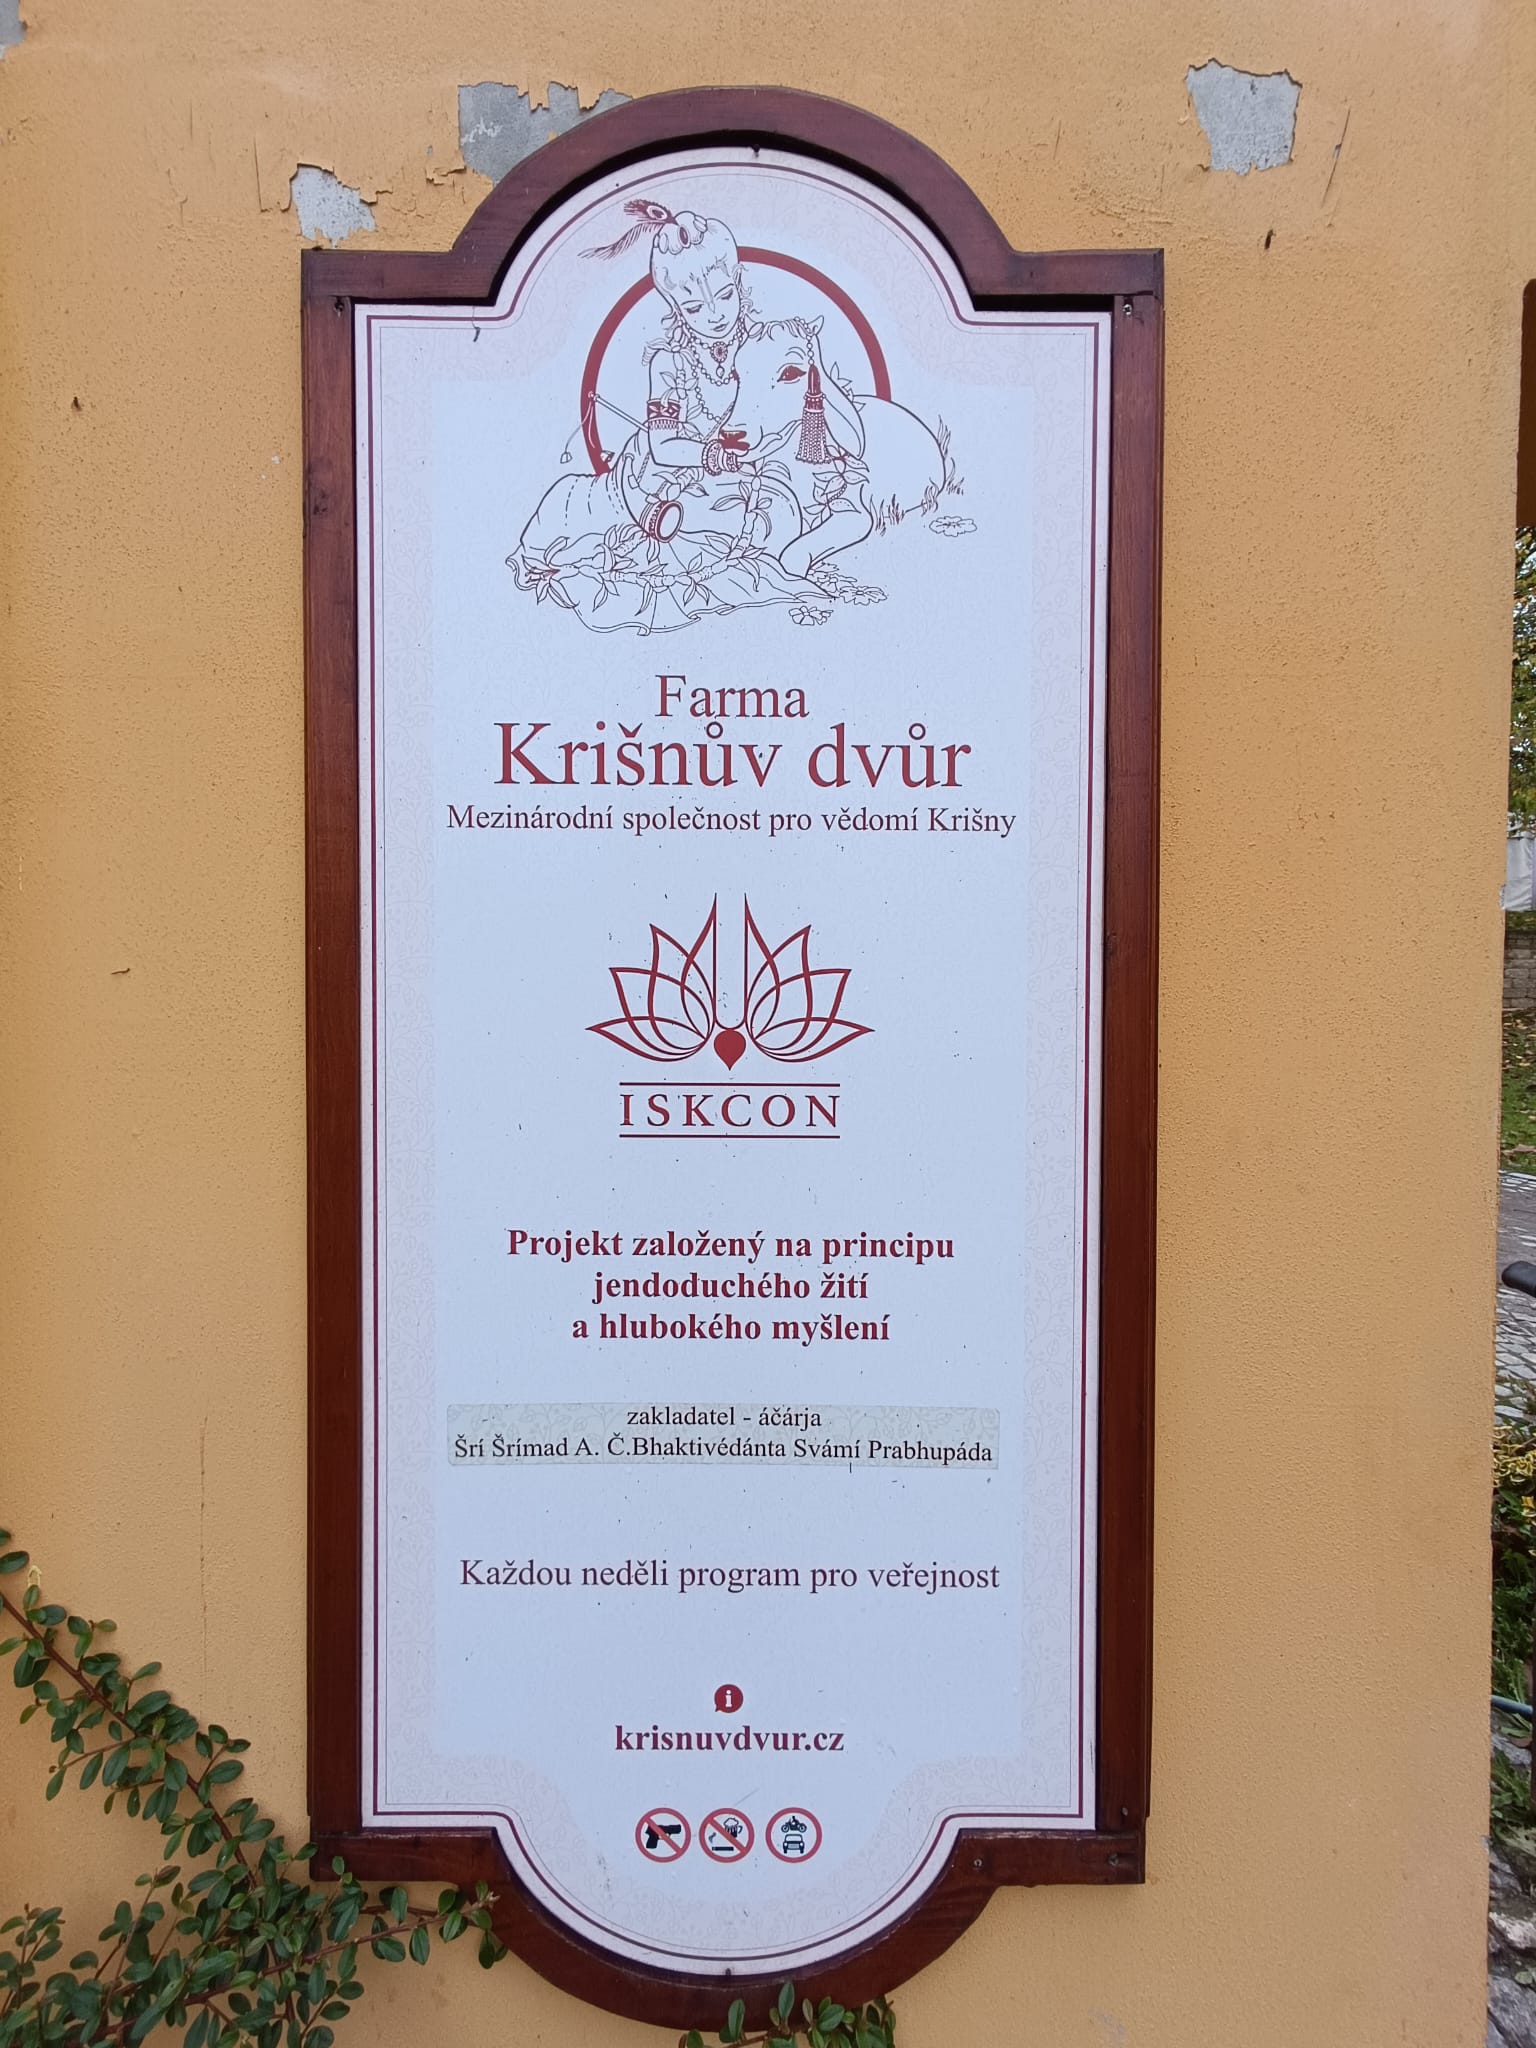 Farma
Krišnův dvůr
Mezinárodní společnost pro vědomí Krišny
ISKCON
Projekt založený na principu
jendoduchého žití
a hlubokého myšlení
zakladatel - áčárja
Šrí Šrímad A. Č.Bhaktivédánta Svámí Prabhupáda
Každou neděli program pro veřejnost
i
krisnuvdvur.cz